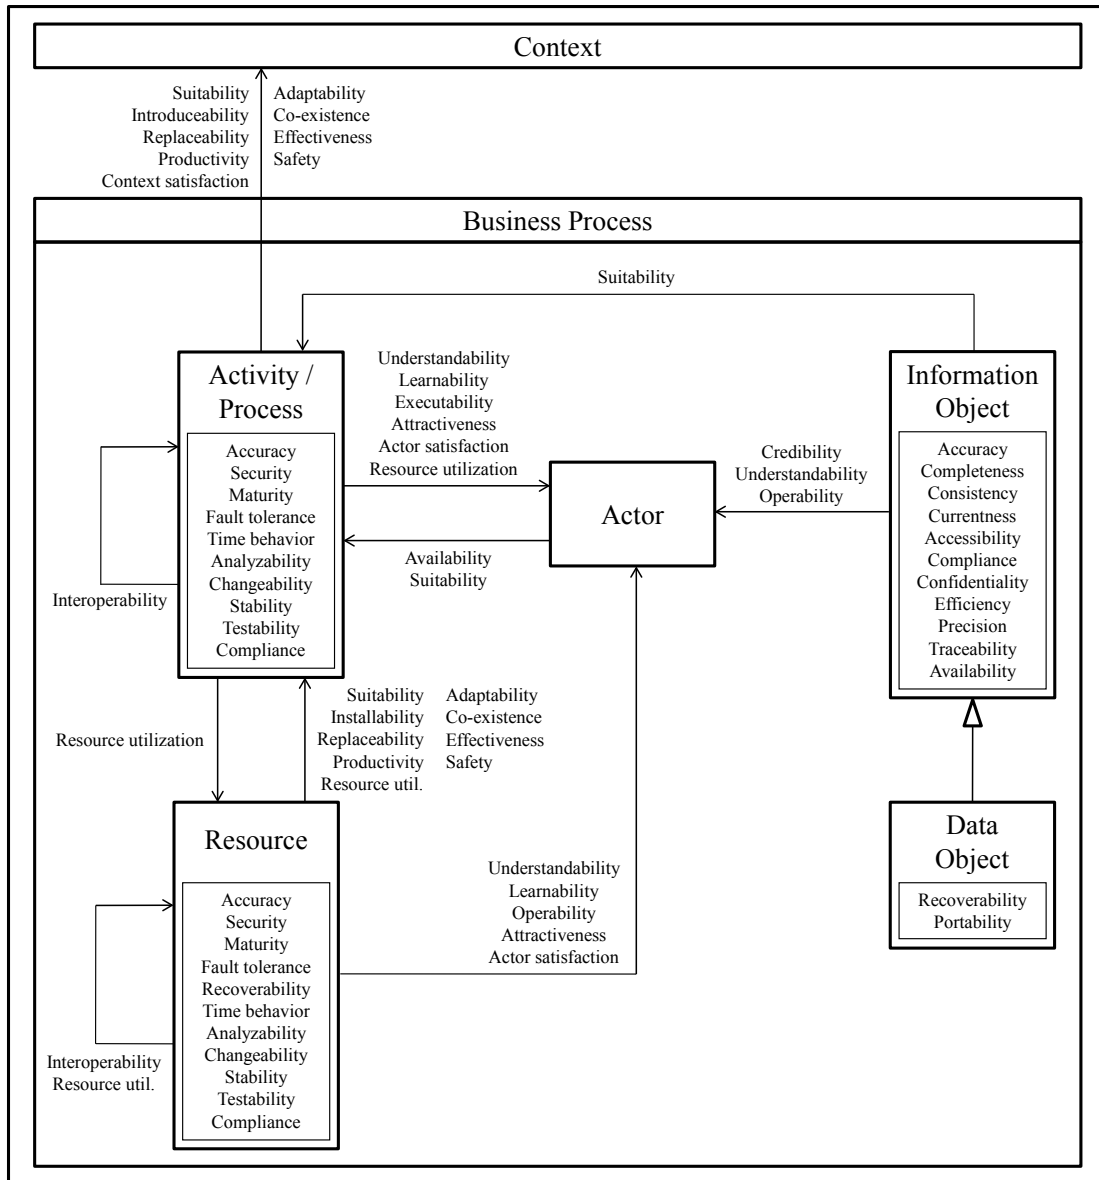 Context
Suitability
Introduceability
Replaceability
Productivity
Context satisfaction
Adaptability
Co-existence
Effectiveness
Safety
Business Process
Suitability
Activity /
Process
Accuracy
Security
Maturity
Fault tolerance
Time behavior
Analyzability
Changeability
Stability
Testability
Compliance
Interoperability
Understandability
Learnability
Executability
Attractiveness
Actor satisfaction
Resource utilization
Actor
Availability
Suitability
Credibility
Understandability
Operability
Information
Object
Accuracy
Completeness
Consistency
Currentness
Accessibility
Compliance
Confidentiality
Efficiency
Precision
Traceability
Availability
Resource utilization
Suitability
Installability
Replaceability
Productivity
Resource util.
Adaptability
Co-existence
Effectiveness
Safety
Resource
Accuracy
Security
Maturity
Fault tolerance
Recoverability
Time behavior
Analyzability
Changeability
Stability
Testability
Compliance
Interoperability
Resource util.
Understandability
Learnability
Operability
Attractiveness
Actor satisfaction
Data
Object
Recoverability
Portability